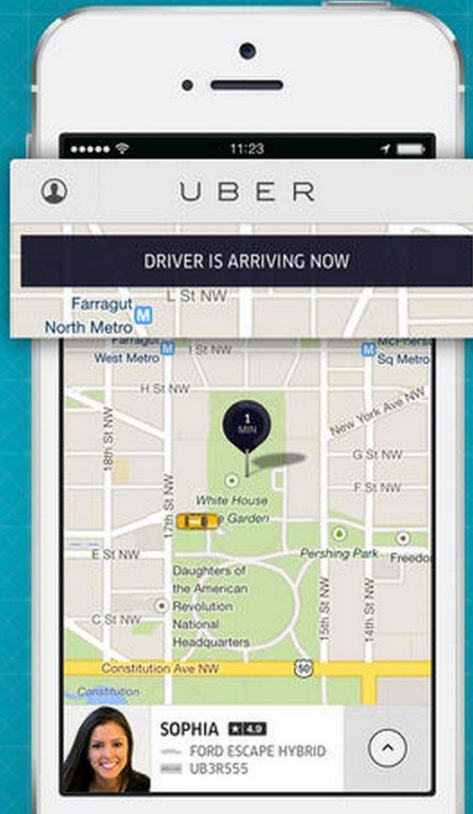 11:23
UBER
DRIVER IS ARRIVING NOW
L St NW
Farragut
North Metro
M
Farragut
West Metro
M
I St NW
M
McPhers
Sq Metro
H St NW
1
MIN
New York Ave NW
18th St NW
17th St NW
G St NW
F St NW
White House
e Garden
E St NW
Pershing Park
Freedo
Daughters of
the American
Revolution
National
Headquarters
C St NW
15th St NW
14th St NW
Constitution Ave NW
50
Constitution
SOPHIA ★ 4.9
FORD ESCAPE HYBRID
UB3R555